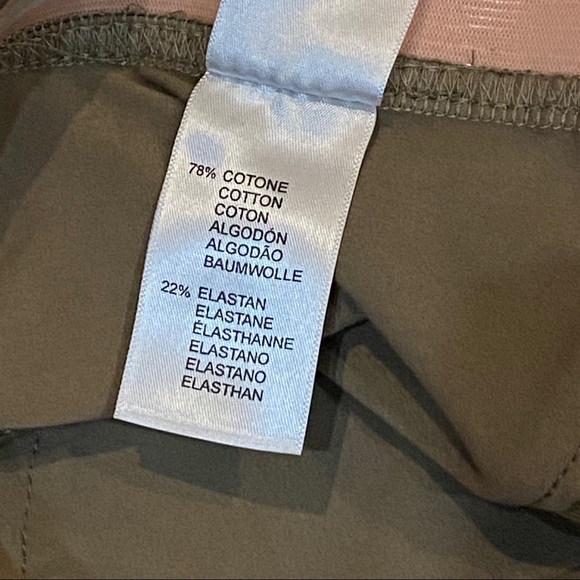 78% COTONE
COTTON
COTON
ALGODÓN
ALGODÃO
BAUMWOLLE
22% ELASTAN
ELASTANE
ÉLASTHANNE
ELASTANO
ELASTANO
ELASTHAN